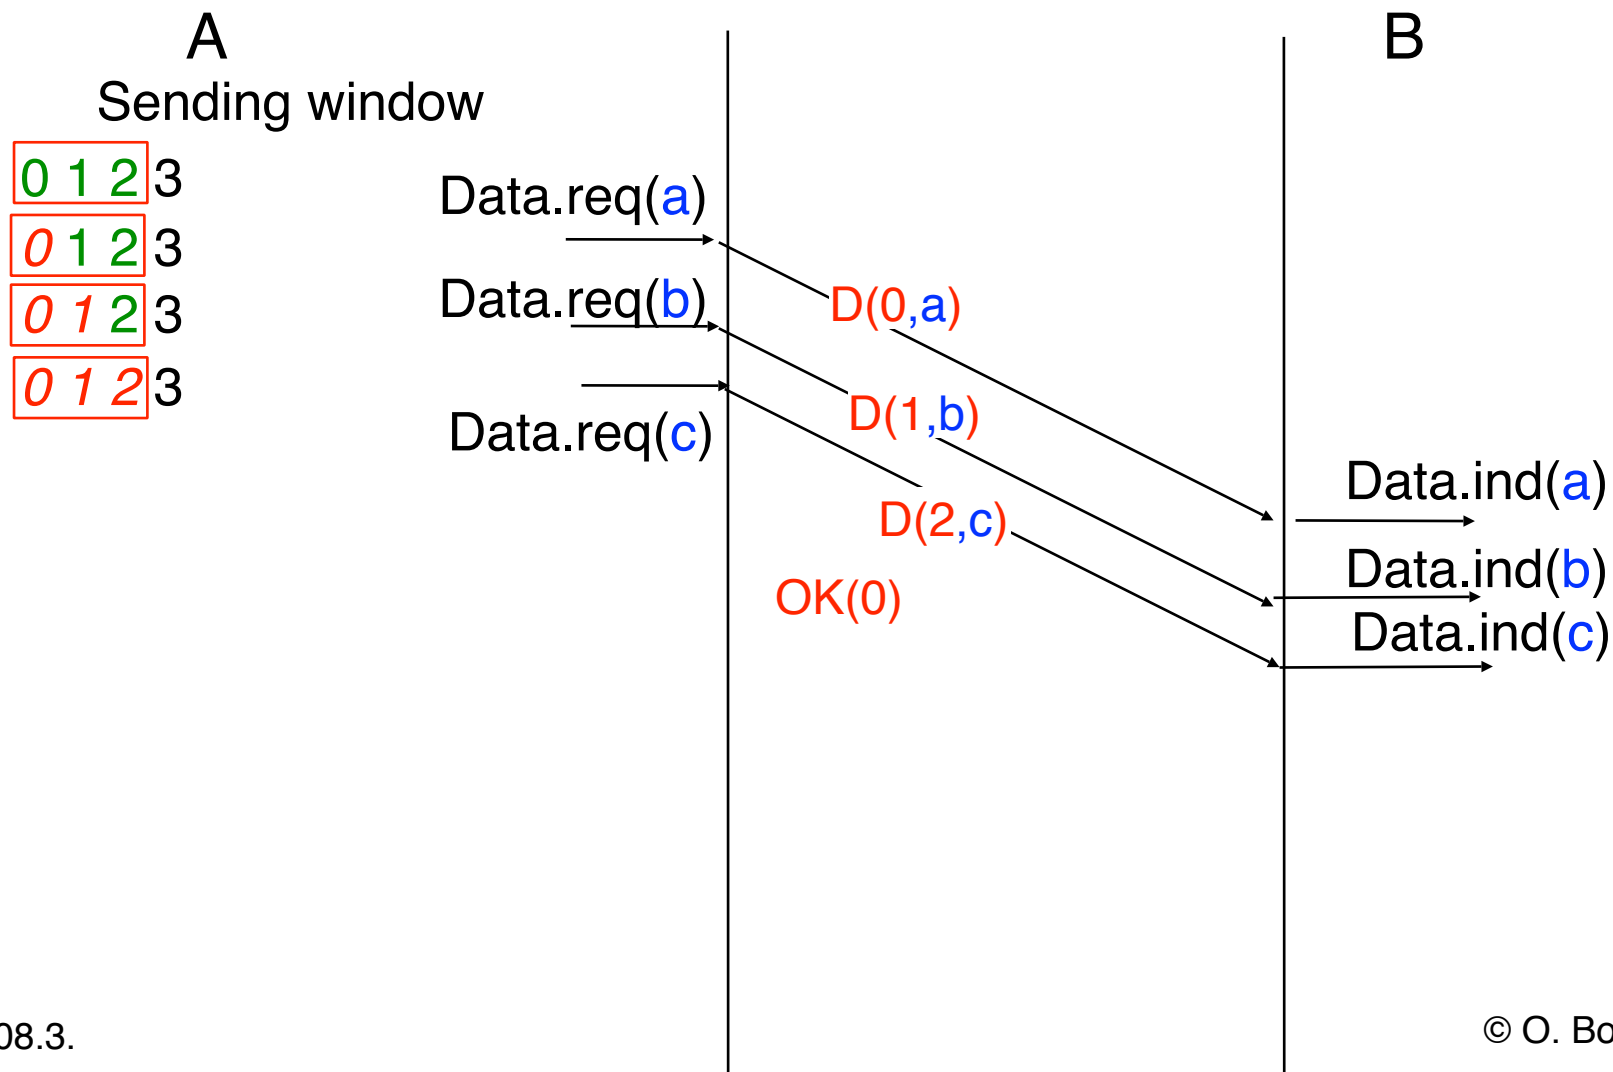 A
B
Sending window
0 1 2 3
0 1 2 3
0 1 2 3
0 1 2 3
Data.req(a)
Data.req(b)
Data.req(c)
D(0,a)
D(1,b)
D(2,c)
OK(0)
Data.ind(a)
Data.ind(b)
Data.ind(c)
08.3.
© O. Bo